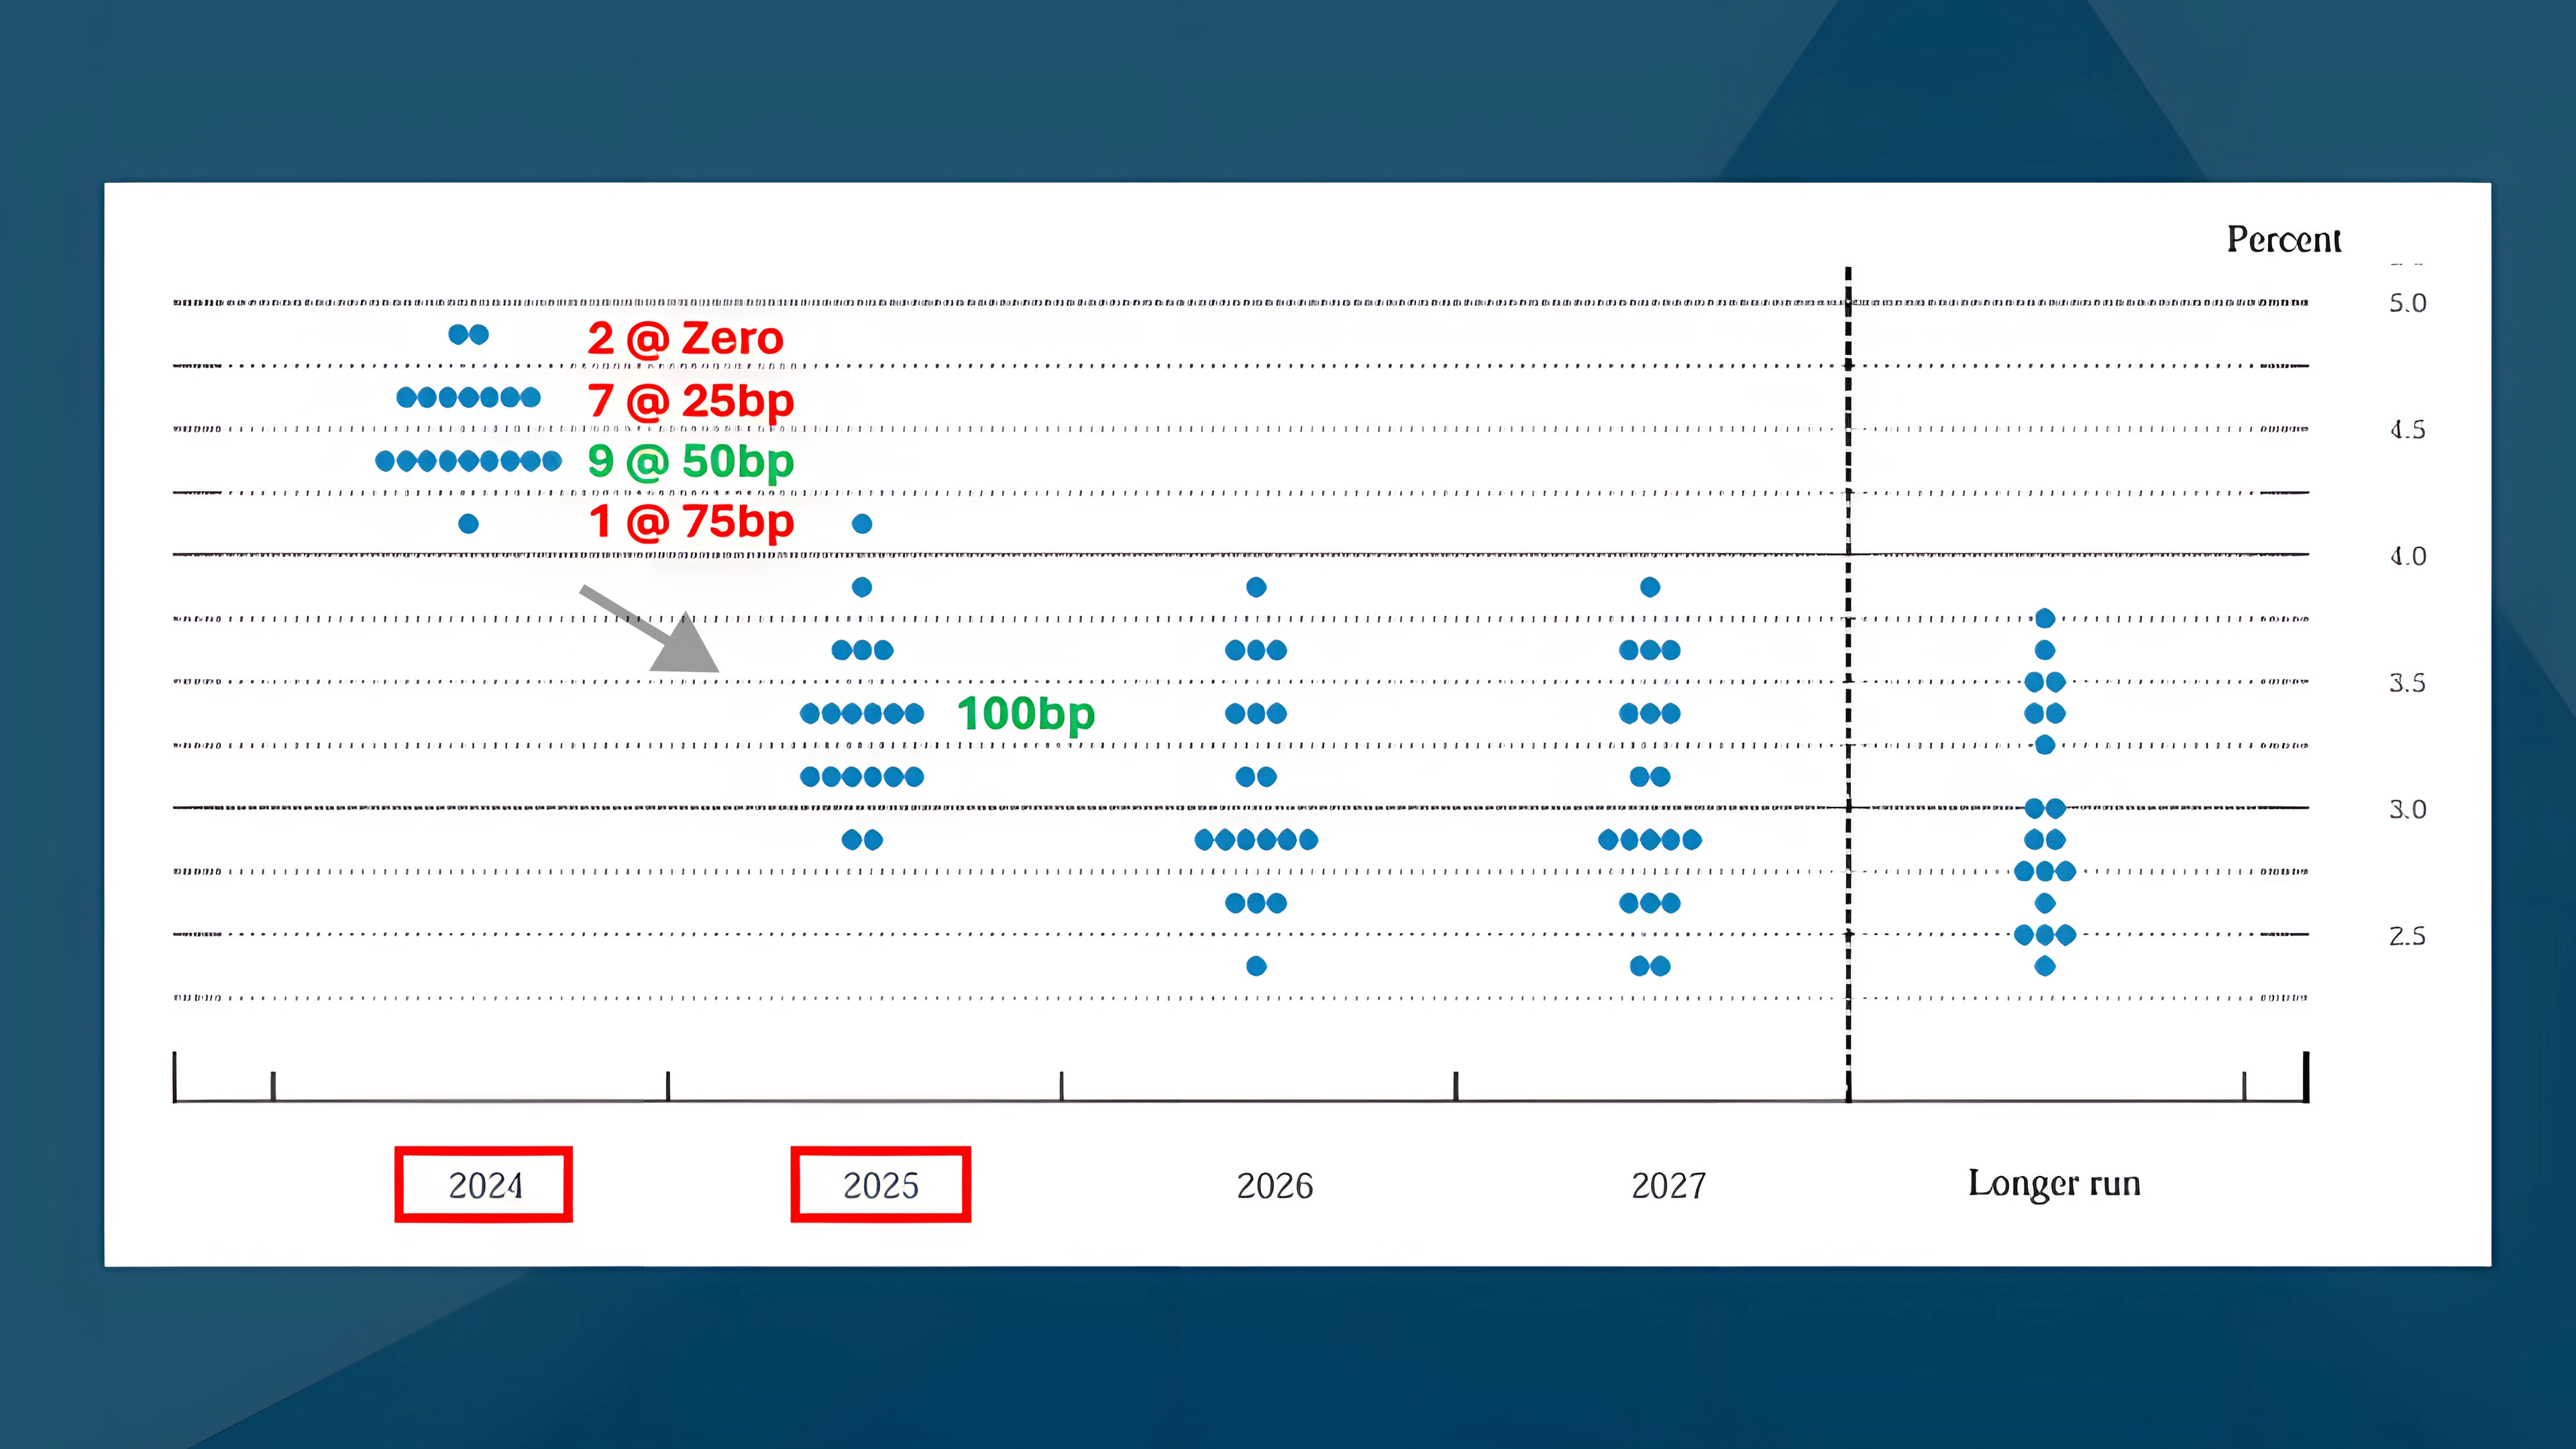 Percent
5.0
2 @ Zero
7 @ 25bp
4.5
9 @ 50bp
1 @ 75bp
4.0
3.5
100bp
3.0
2.5
2024 2025 2026 2027 Longer run